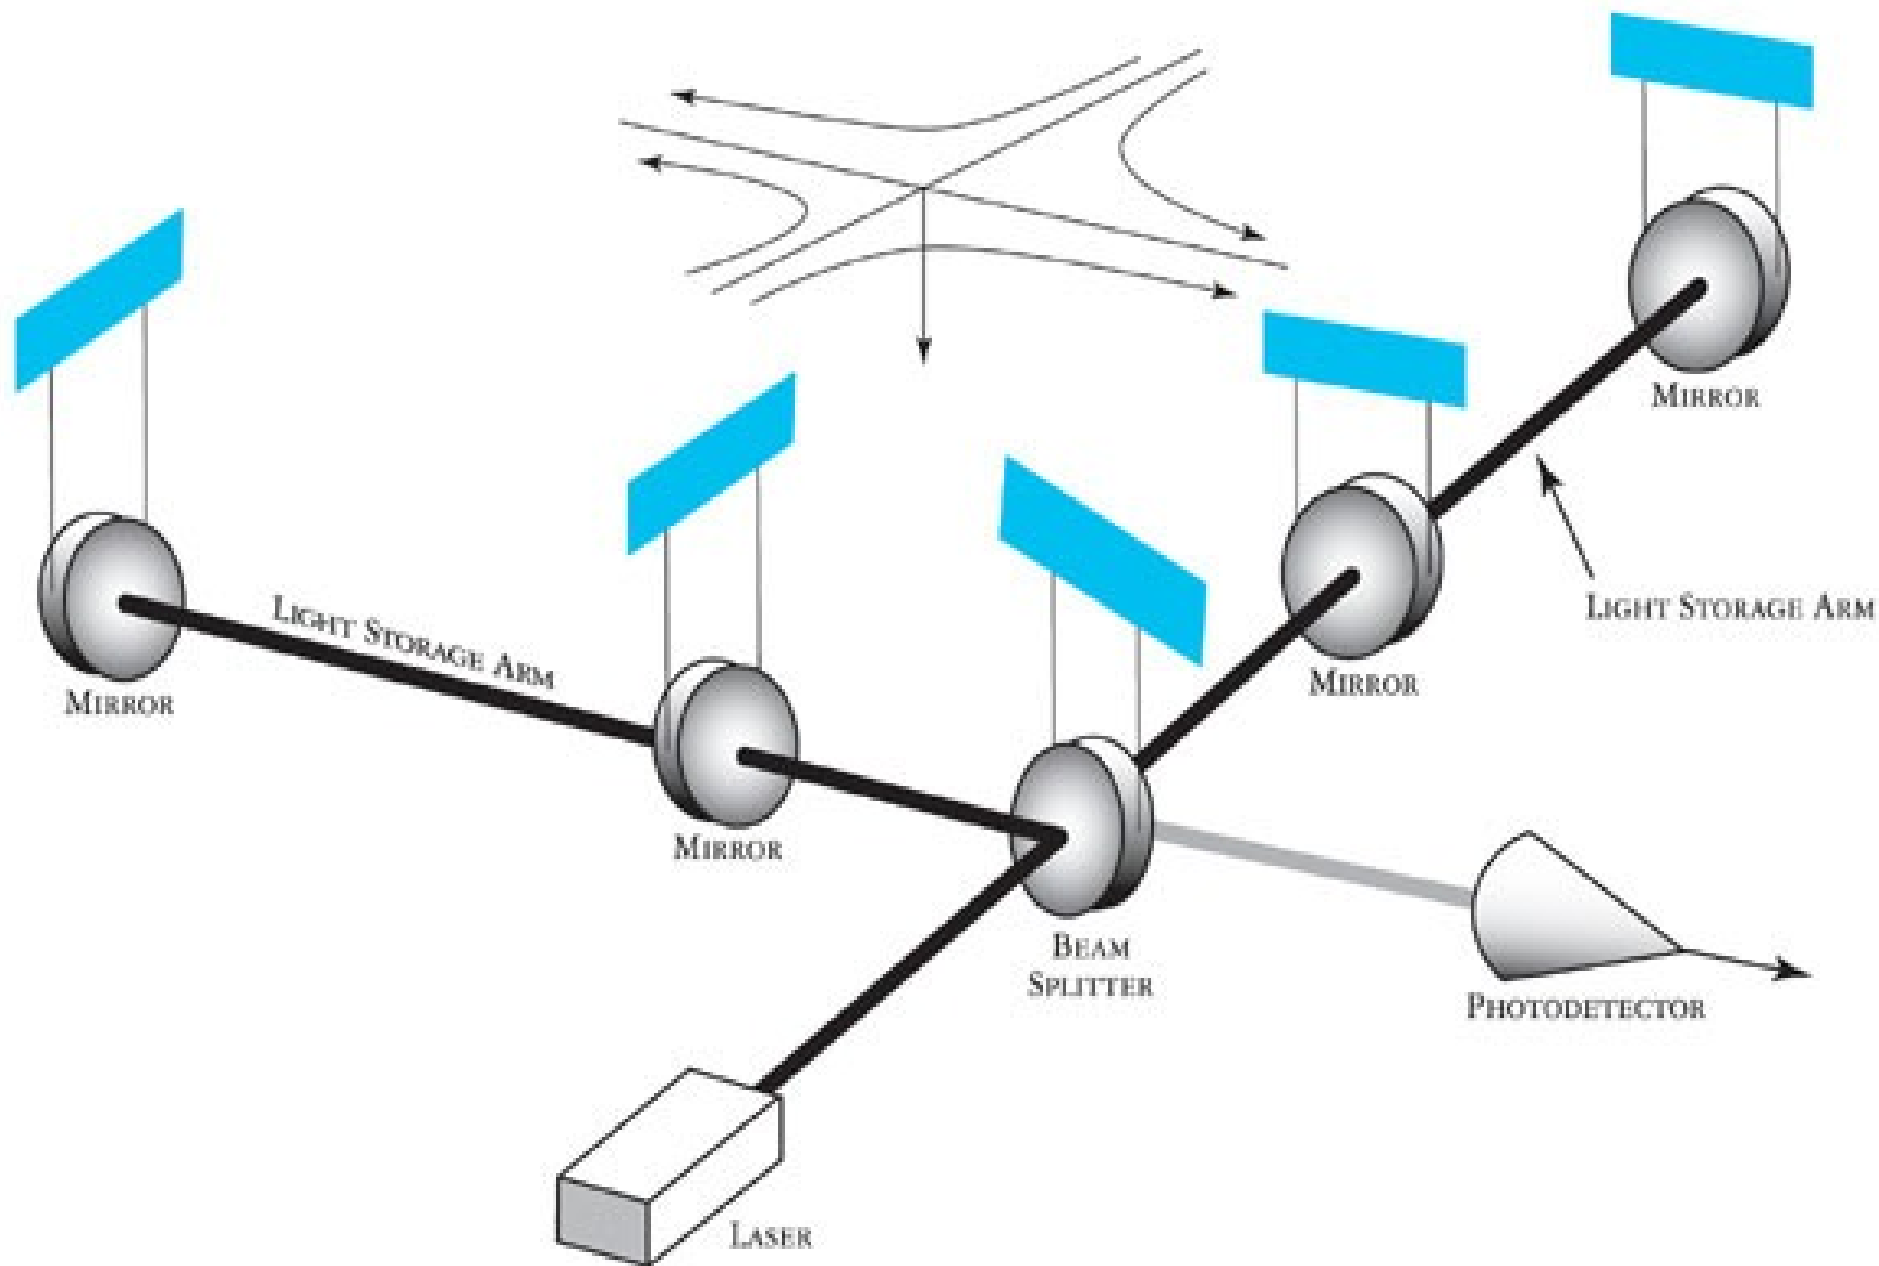 MIRROR
LIGHT STORAGE ARM
LIGHT STORAGE ARM
MIRROR
MIRROR
MIRROR
BEAM
SPLITTER
PHOTODETECTOR
LASER